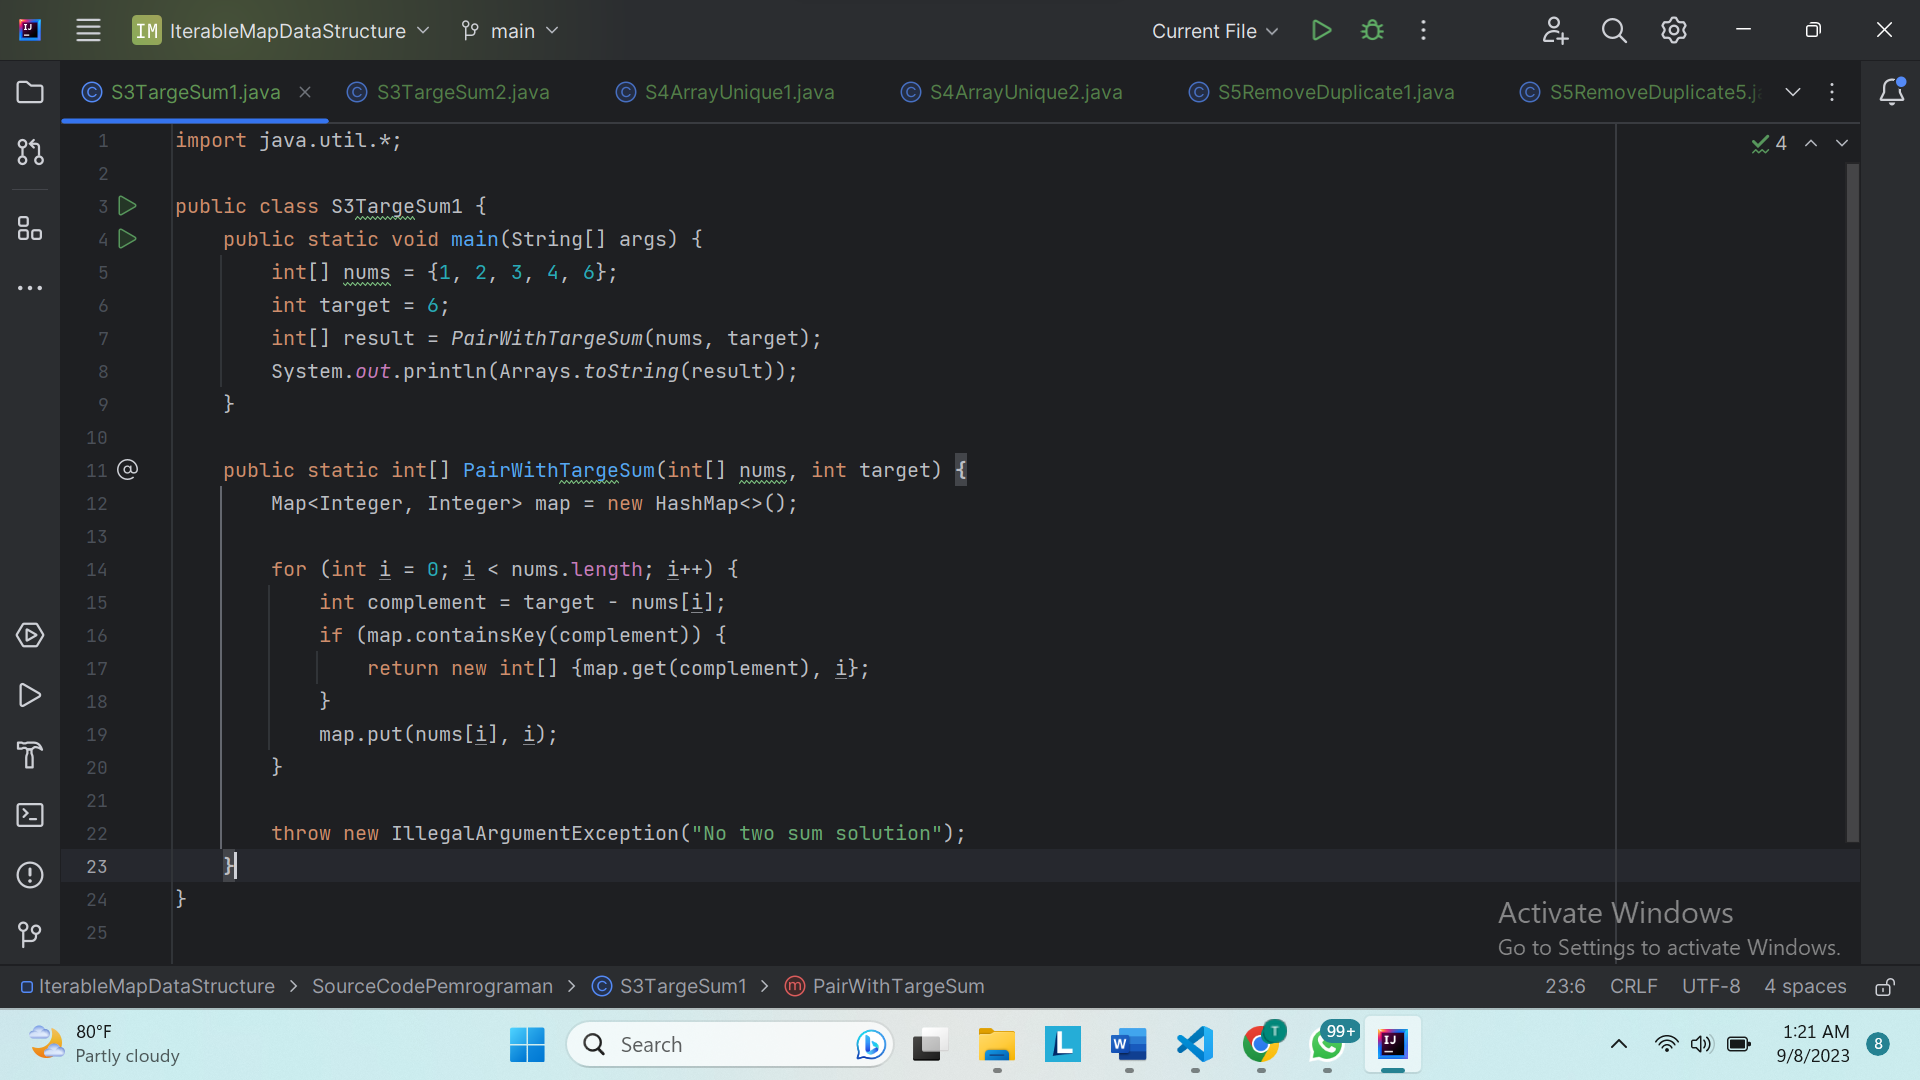 IM IterableMapDataStructure main Current File
S3TargeSum1.java S3TargeSum2.java S4ArrayUnique1.java S4ArrayUnique2.java S5RemoveDuplicate1.java S5RemoveDuplicate5.j
4
1 import java.util.*;
2
3 public class S3TargeSum1 {
4 public static void main(String[] args) {
5 int[] nums = {1, 2, 3, 4, 6};
6 int target = 6;
7 int[] result = PairWithTargeSum(nums, target);
8 System.out.println(Arrays.toString(result));
9 }
10
11 public static int[] PairWithTargeSum(int[] nums, int target) {
12 Map<Integer, Integer> map = new HashMap<>();
13
14 for (int i = 0; i < nums.length; i++) {
15 int complement = target - nums[i];
16 if (map.containsKey(complement)) {
17 return new int[] {map.get(complement), i};
18 }
19 map.put(nums[i], i);
20 }
21
22 throw new IllegalArgumentException("No two sum solution");
23 }
24 }
25
Activate Windows
Go to Settings to activate Windows.
IterableMapDataStructure > SourceCodePemrograman > S3TargeSum1 > PairWithTargeSum 23:6 CRLF UTF-8 4 spaces
80°F
Partly cloudy
Search
99+
1:21 AM
9/8/2023
8